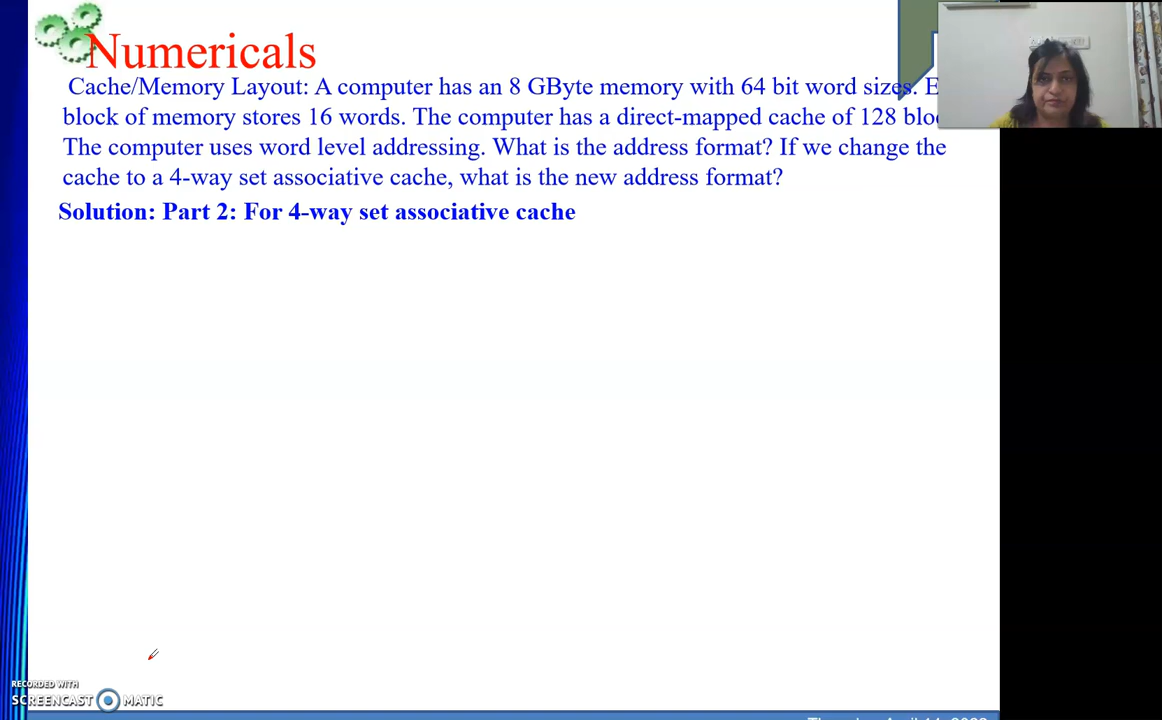 Numericals
Cache/Memory Layout: A computer has an 8 GByte memory with 64 bit word sizes.
block of memory stores 16 words. The computer has a direct-mapped cache of 128
The computer uses word level addressing. What is the address format? If we change the
cache to a 4-way set associative cache, what is the new address format?
Solution: Part 2: For 4-way set associative cache
RECORDED WITH
SCREENCAST MATIC